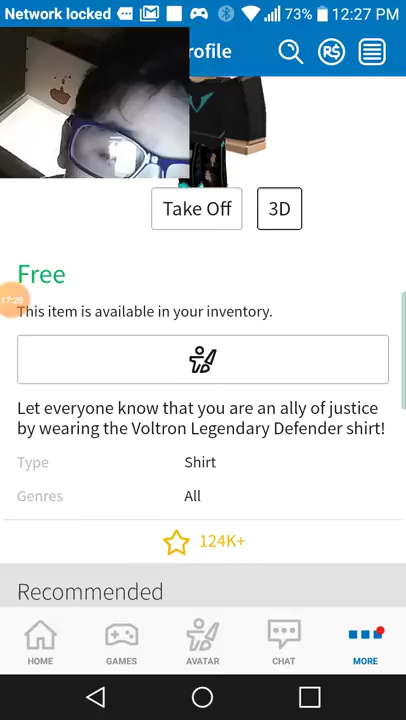 Network locked 73% 12:27 PM
rofile R$
Take Off 3D
Free
17:20
This item is available in your inventory.
Let everyone know that you are an ally of justice
by wearing the Voltron Legendary Defender shirt!
Type Shirt
Genres All
124K+
Recommended
HOME GAMES AVATAR CHAT MORE